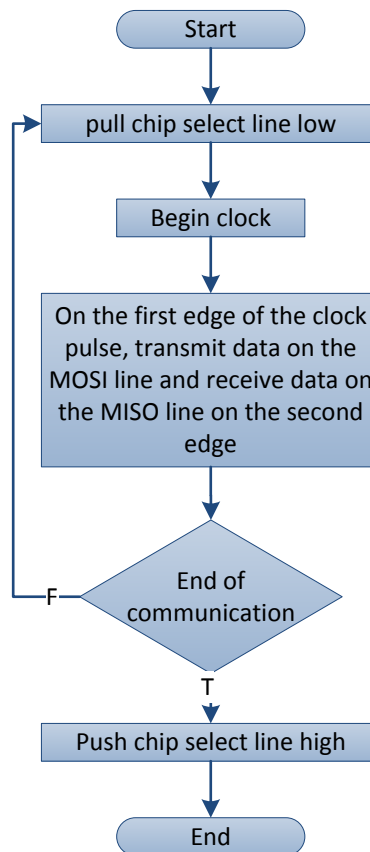 Start
pull chip select line low
Begin clock
On the first edge of the clock
pulse, transmit data on the
MOSI line and receive data on
the MISO line on the second
edge
End of
communication
F
T
Push chip select line high
End